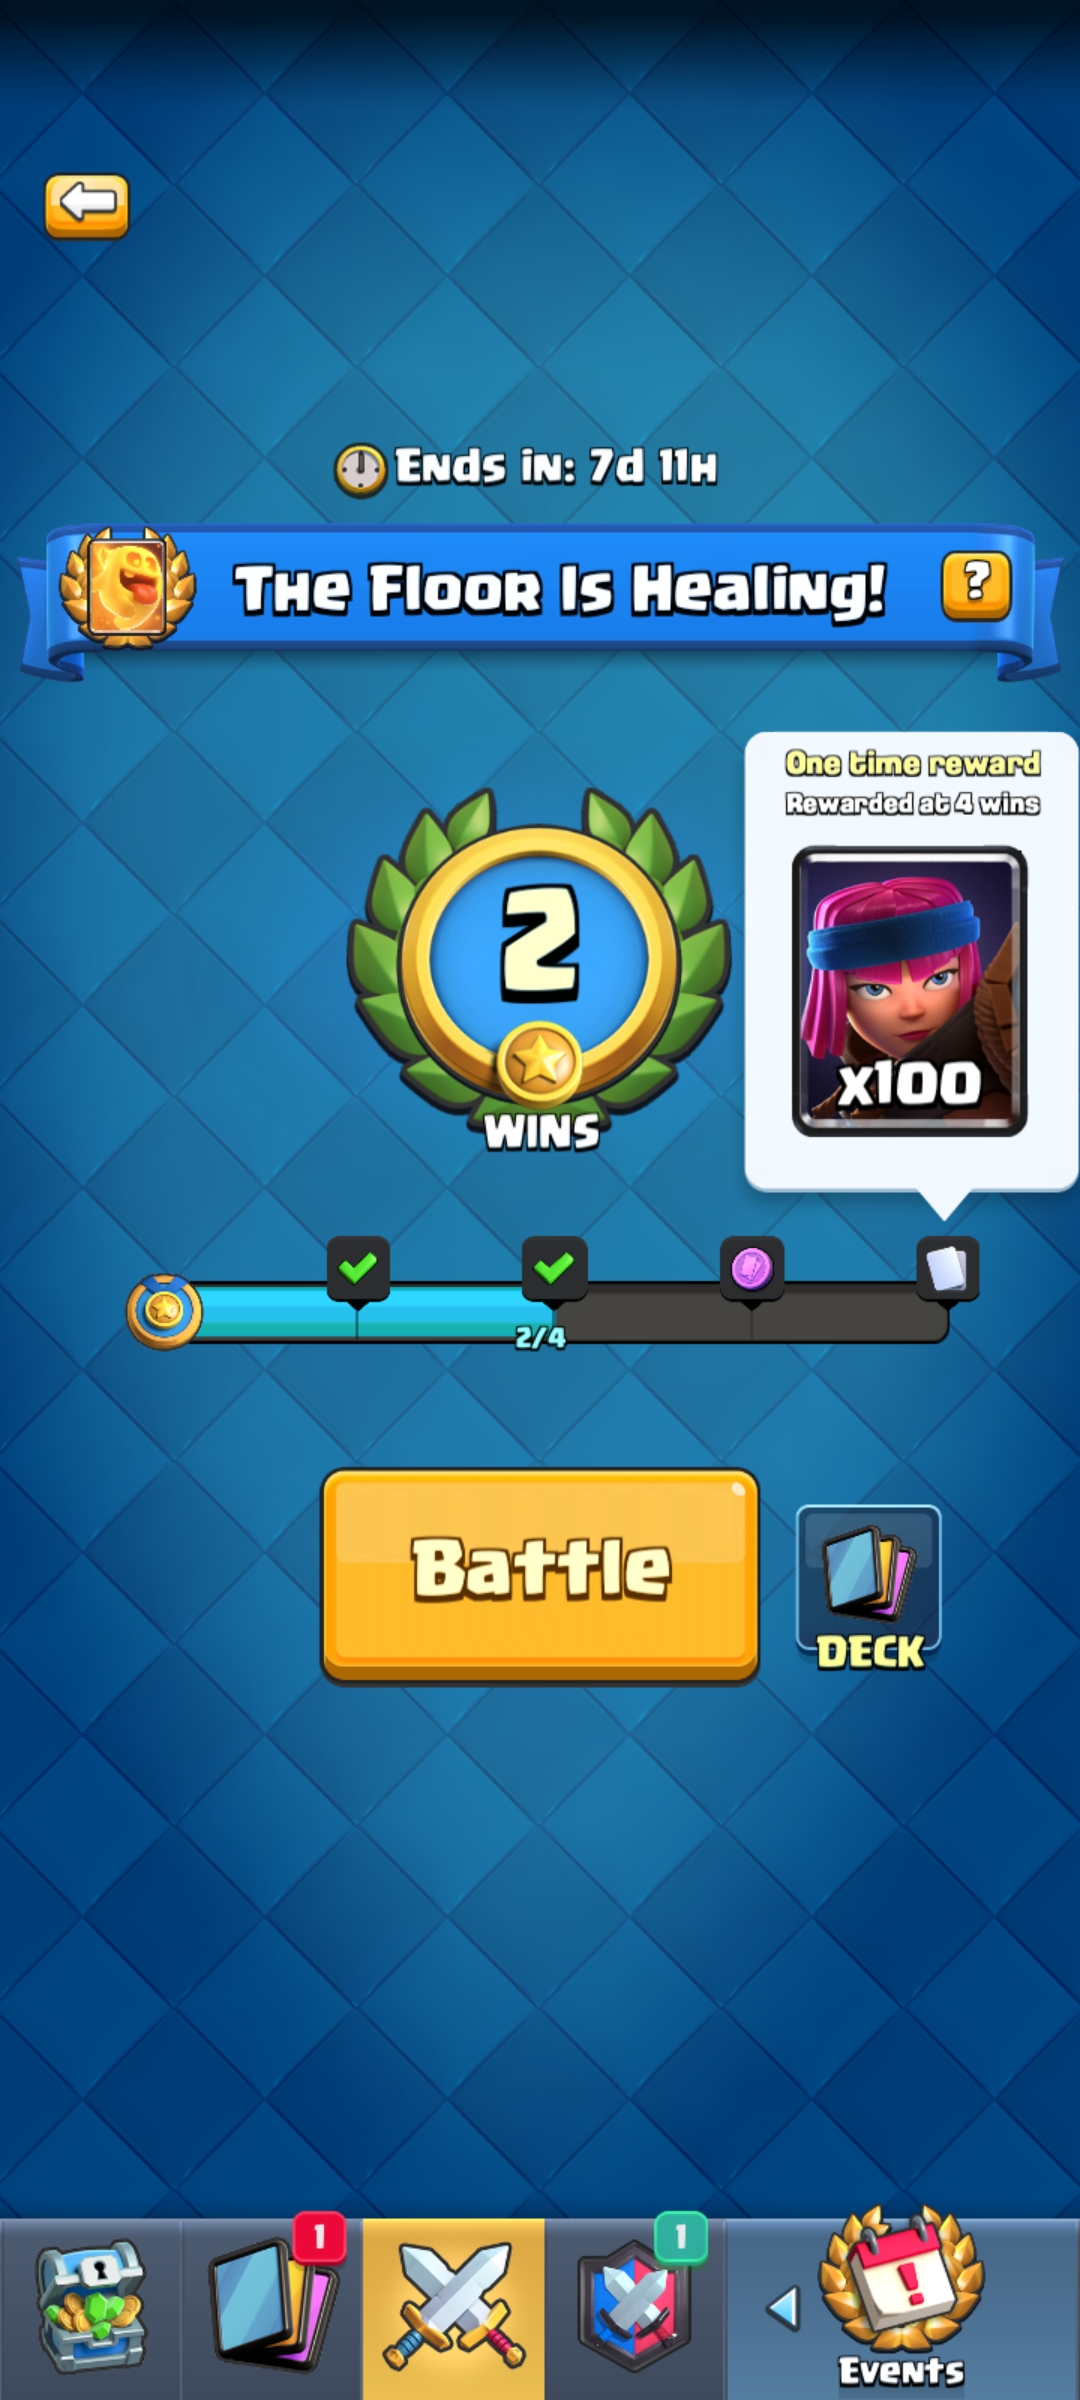 Ends in: 7d 11h
The Floor Is Healing!
?
One time reward
Rewarded at 4 wins
x100
2
WINS
2/4
Battle
DECK
1
1
!
Events